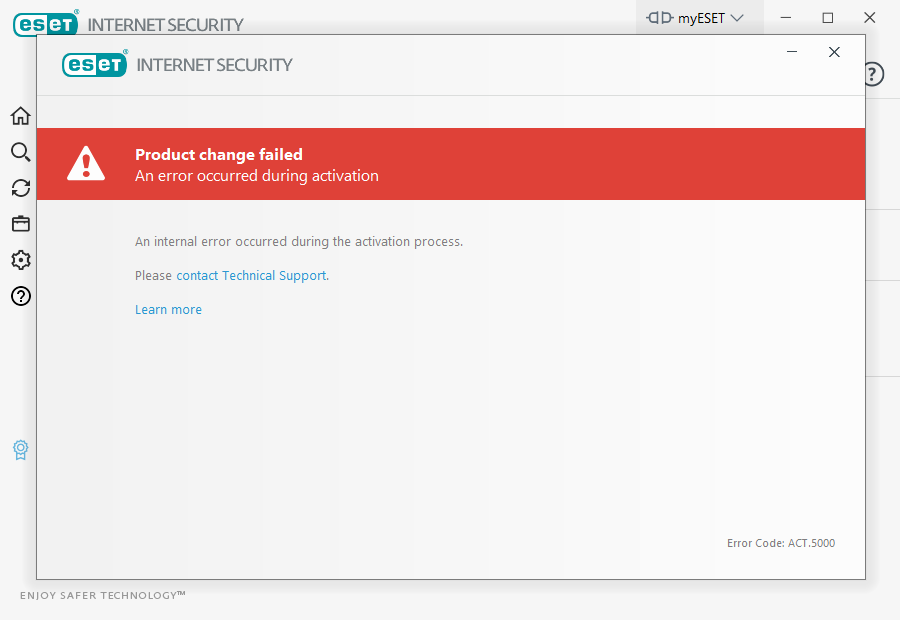 eset® INTERNET SECURITY
myESET
eset® INTERNET SECURITY
Product change failed
An error occurred during activation
An internal error occurred during the activation process.
Please contact Technical Support.
Learn more
Error Code: ACT.5000
ENJOY SAFER TECHNOLOGY™